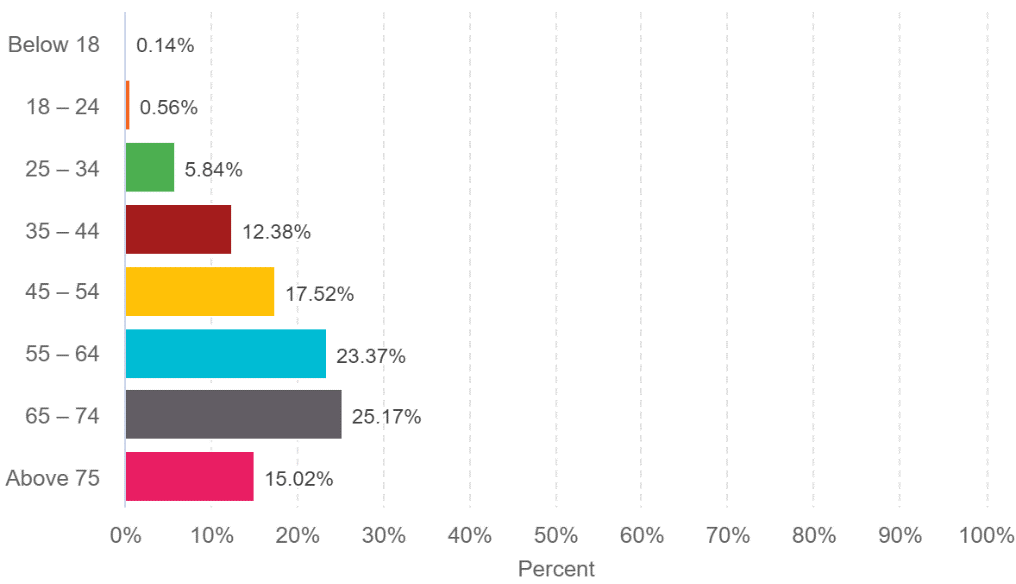 Below 18 0.14%
18 – 24 0.56%
25 – 34 5.84%
35 – 44 12.38%
45 – 54 17.52%
55 – 64 23.37%
65 – 74 25.17%
Above 75 15.02%
0% 10% 20% 30% 40% 50% 60% 70% 80% 90% 100%
Percent